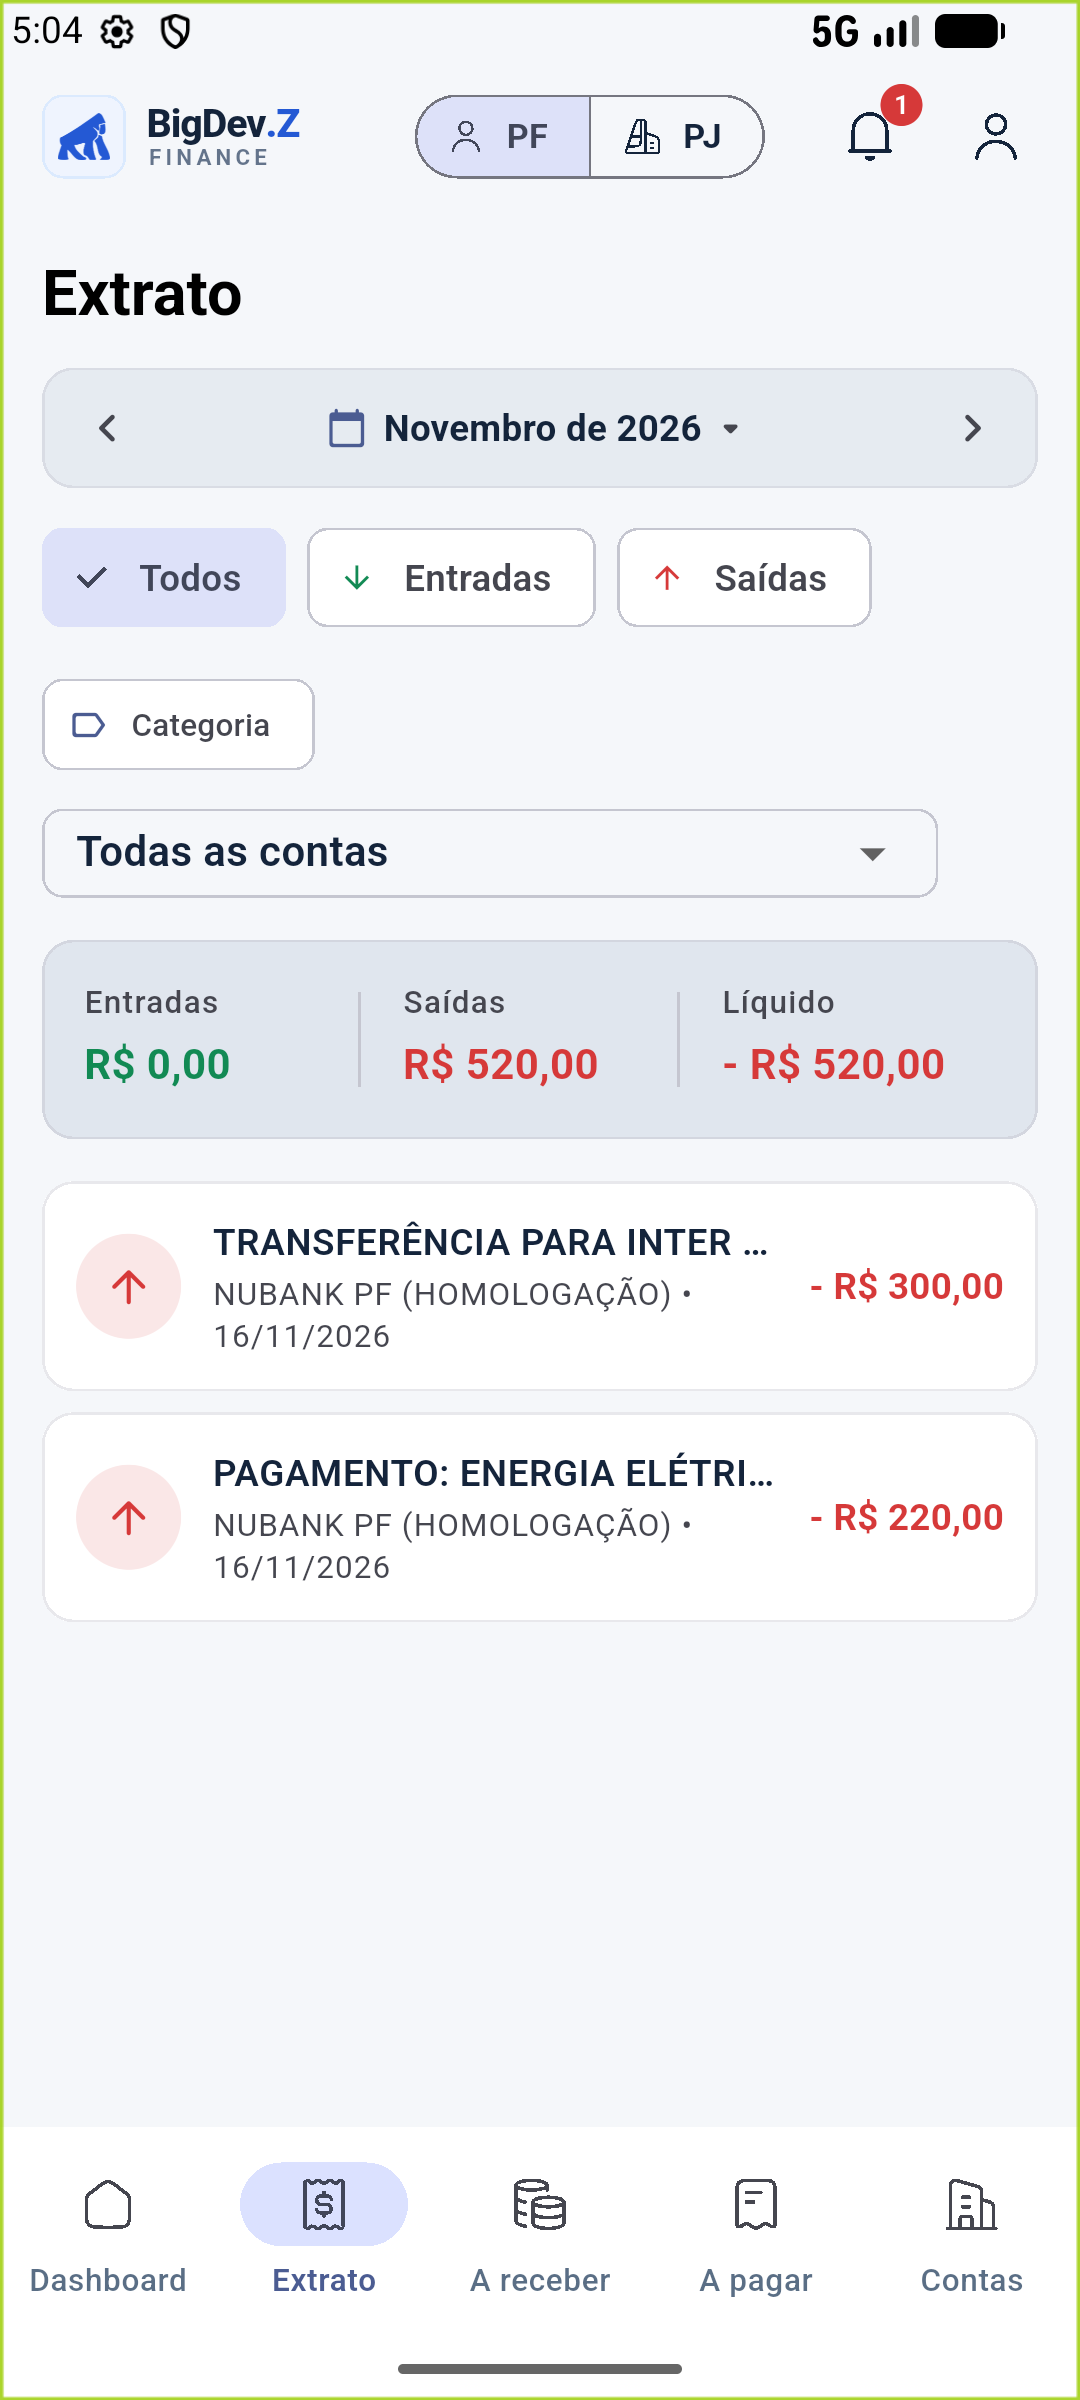 5:04
5G
BigDev.Z
FINANCE
PF
PJ
1
Extrato
Novembro de 2026
Todos
Entradas
Saídas
Categoria
Todas as contas
Entradas
Saídas
Líquido
R$ 0,00
R$ 520,00
- R$ 520,00
TRANSFERÊNCIA PARA INTER ...
NUBANK PF (HOMOLOGAÇÃO) •
16/11/2026
- R$ 300,00
PAGAMENTO: ENERGIA ELÉTRI...
NUBANK PF (HOMOLOGAÇÃO) •
16/11/2026
- R$ 220,00
Dashboard
Extrato
A receber
A pagar
Contas